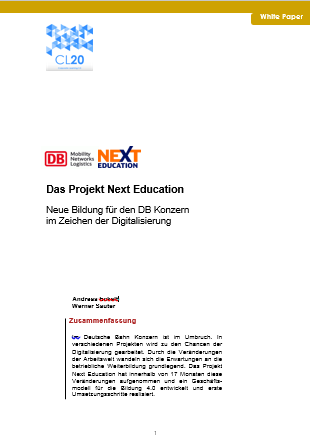 White Paper
CL20
DB Mobility
Networks
Logistics
NEXT
EDUCATION
Das Projekt Next Education
Neue Bildung für den DB Konzern
im Zeichen der Digitalisierung
Andreas
Werner Sauter
Zusammenfassung
Deutsche Bahn Konzern ist im Umbruch. In
verschiedenen Projekten wird zu den Chancen der
Digitalisierung gearbeitet. Durch die Veränderungen
der Arbeitswelt wandeln sich die Erwartungen an die
betriebliche Weiterbildung grundlegend. Das Projekt
Next Education hat innerhalb von 17 Monaten diese
Veränderungen aufgenommen und ein Geschäfts-
modell für die Bildung 4.0 entwickelt und erste
Umsetzungsschritte realisiert.
1